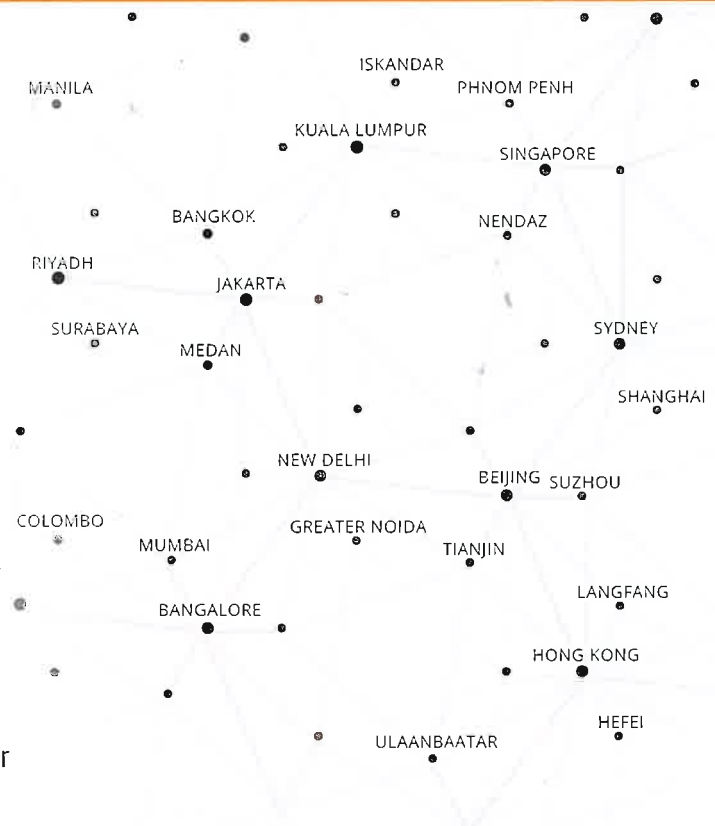 ISKANDAR
MANILA
PHNOM PENH
KUALA LUMPUR
SINGAPORE
BANGKOK
NENDAZ
RIYADH
JAKARTA
SURABAYA
SYDNEY
MEDAN
SHANGHAI
NEW DELHI
BEIJING
SUZHOU
COLOMBO
GREATER NOIDA
MUMBAI
TIANJIN
LANGFANG
BANGALORE
HONG KONG
HEFEI
ULAANBAATAR
r